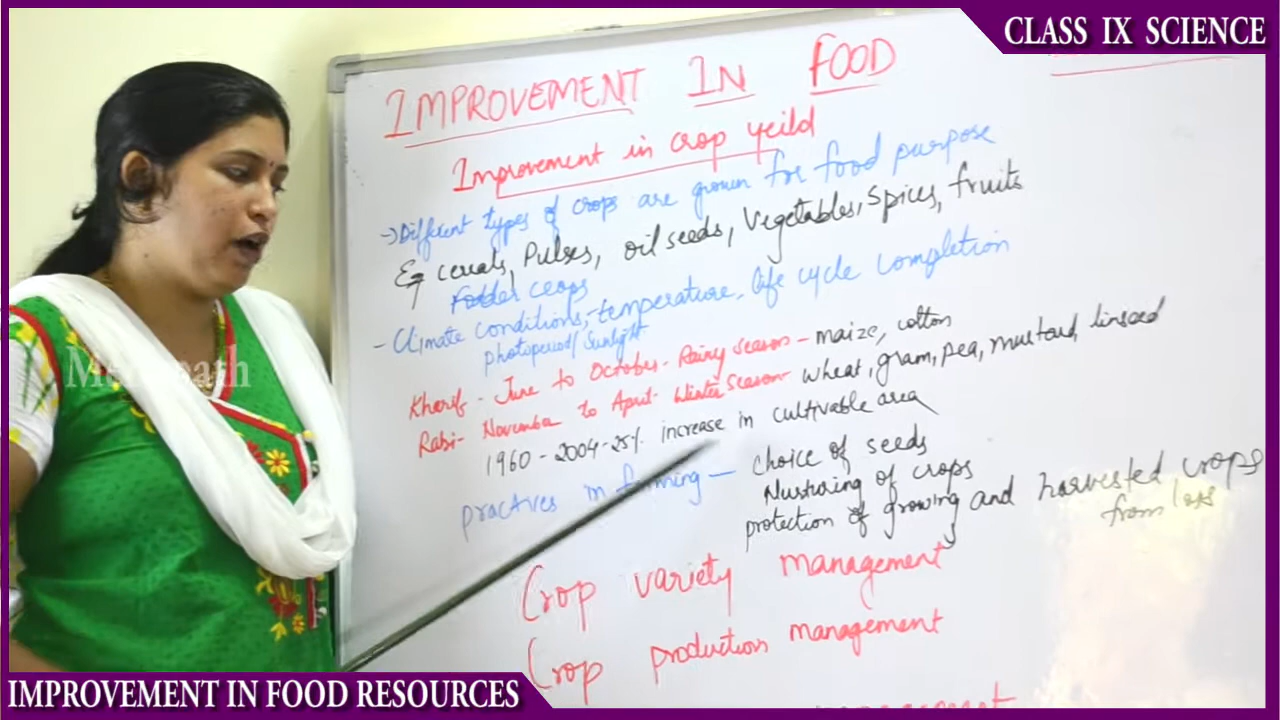 CLASS IX SCIENCE
IMPROVEMENT IN FOOD
Improvement in crop yeild
→ Different types of crops are grown for food purpose
Eg cereals, Pulses, oil seeds, Vegetables, Spices, fruits
Fodder crops
- Climate conditions, temperature, life cycle completion
photoperiod/Sunlight
Kharif - June to October - Rainy season - maize, cotton
Rabi - November to April - Winter season - wheat, gram, pea, mustard, linseed
1960 - 2004 - 25% increase in cultivable area
practives in farming - choice of seeds
Nurturing of crops
protection of growing and harvested crops
from loss
Crop variety management
Crop production management
management
IMPROVEMENT IN FOOD RESOURCES